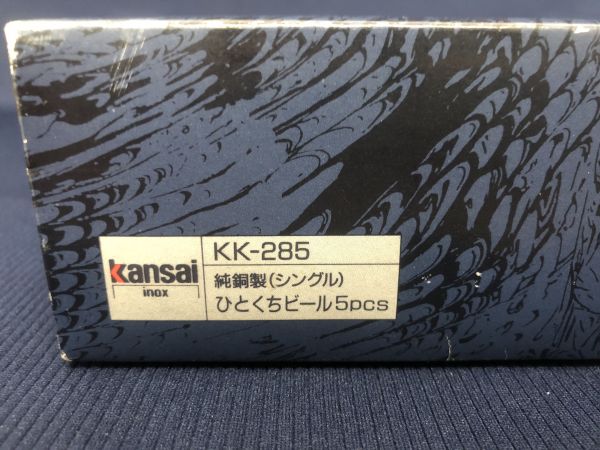 kansai
inox
KK-285
純銅製(シングル)
ひとくちビール5pcs